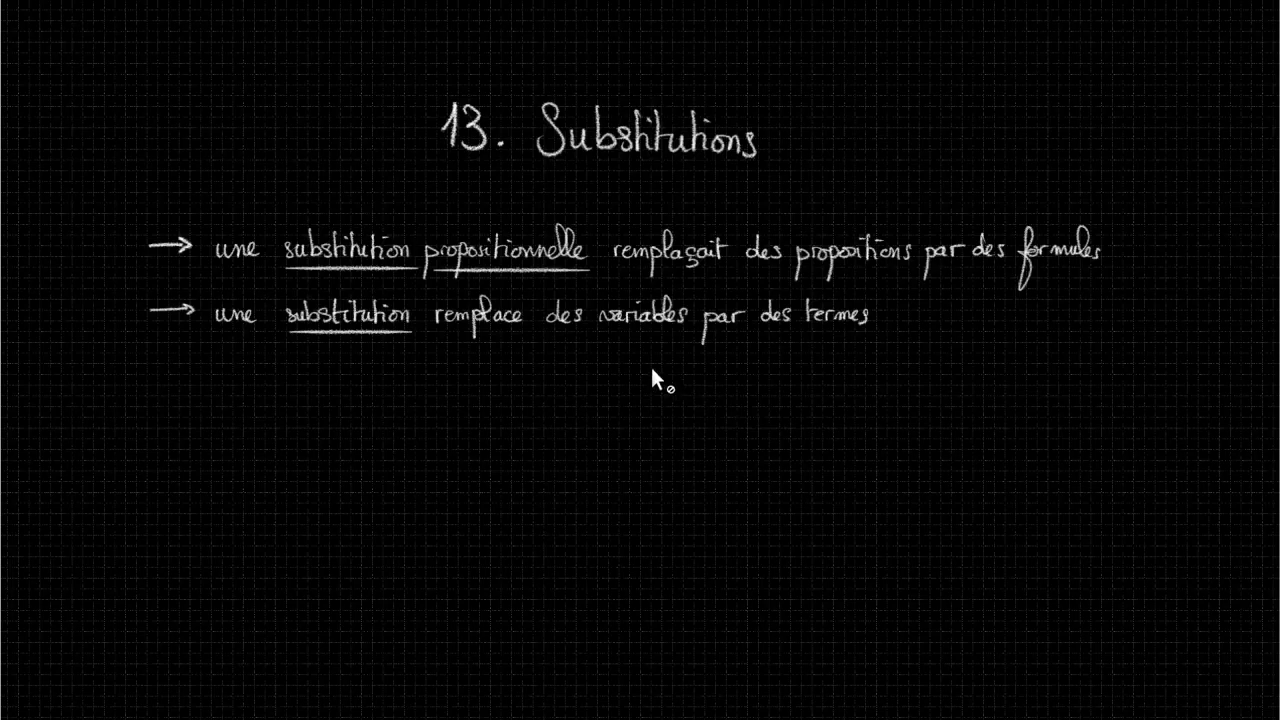 13. Substitutions
→ une substitution propositionnelle remplaçait des propositions par des formules
→ une substitution remplace des variables par des termes